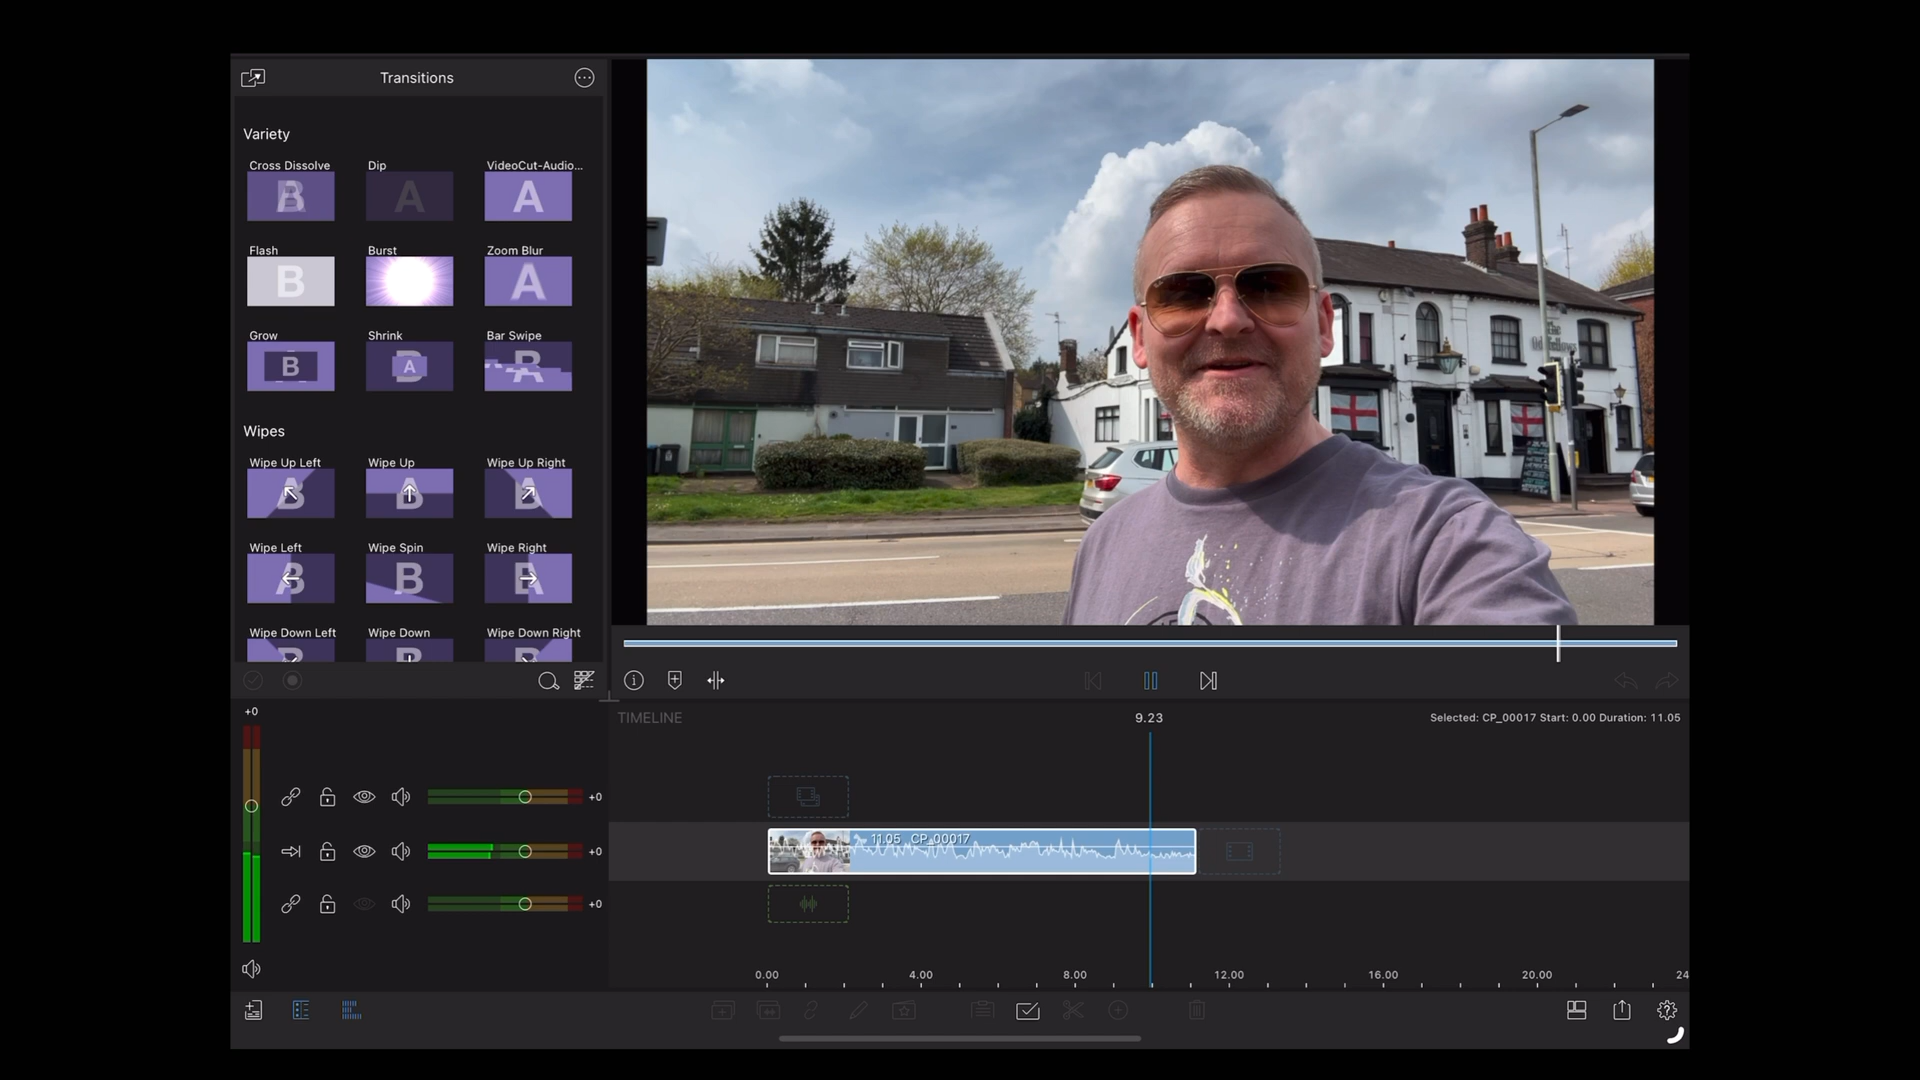 Transitions
Variety
Cross Dissolve Dip VideoCut-Audio...
B A A
Flash Burst Zoom Blur
B A
Grow Shrink Bar Swipe
B A B
Wipes
Wipe Up Left Wipe Up Wipe Up Right
Wipe Left Wipe Spin Wipe Right
B
Wipe Down Left Wipe Down Wipe Down Right
+0
TIMELINE
9.23
Selected: CP_00017 Start: 0.00 Duration: 11.05
+0
11.05 CP_00017
+0
+0
0.00 4.00 8.00 12.00 16.00 20.00 24